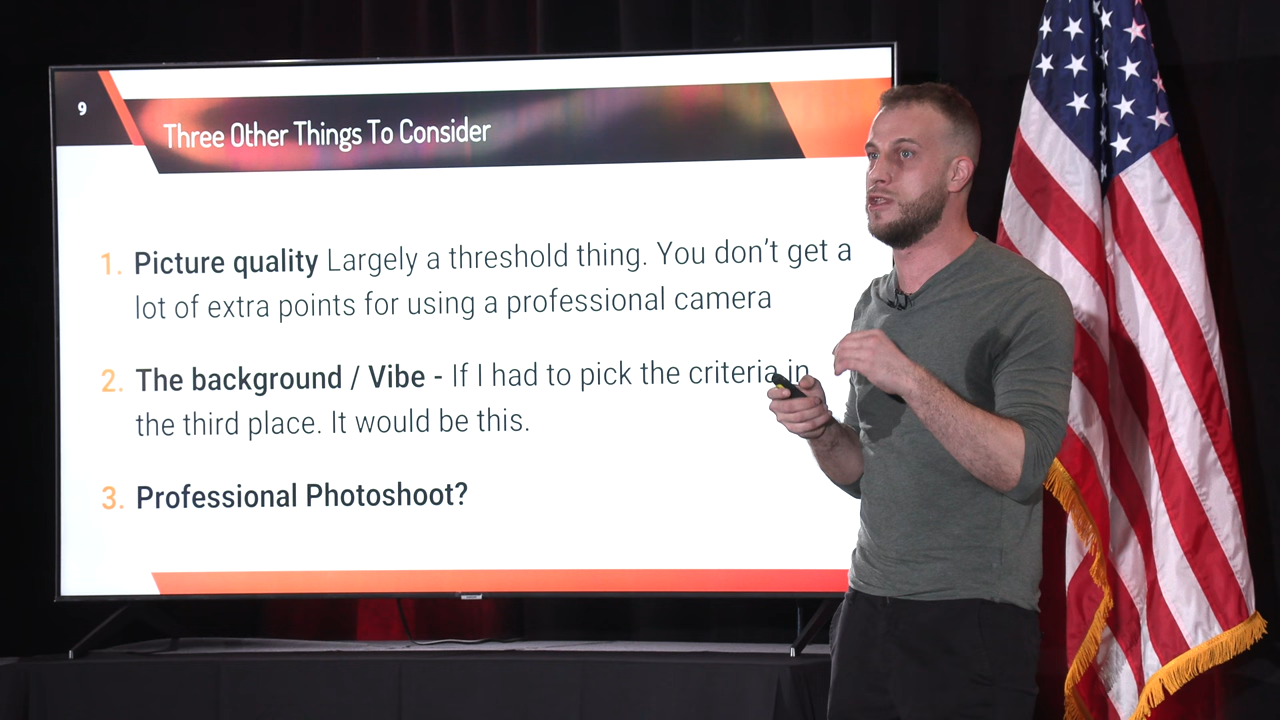 9
Three Other Things To Consider
1. Picture quality Largely a threshold thing. You don't get a
lot of extra points for using a professional camera
2. The background / Vibe - If I had to pick the criteria in
the third place. It would be this.
3. Professional Photoshoot?